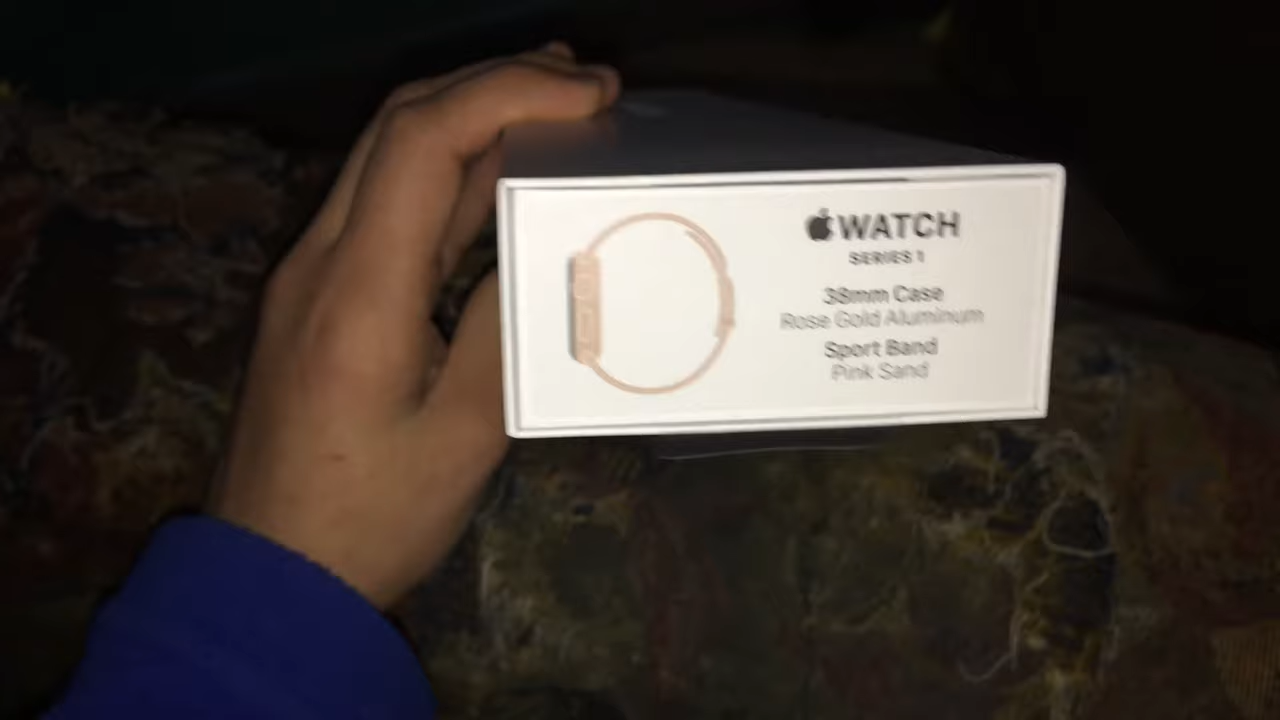 WATCH
SERIES 1
38mm Case
Rose Gold Aluminum
Sport Band
Pink Sand